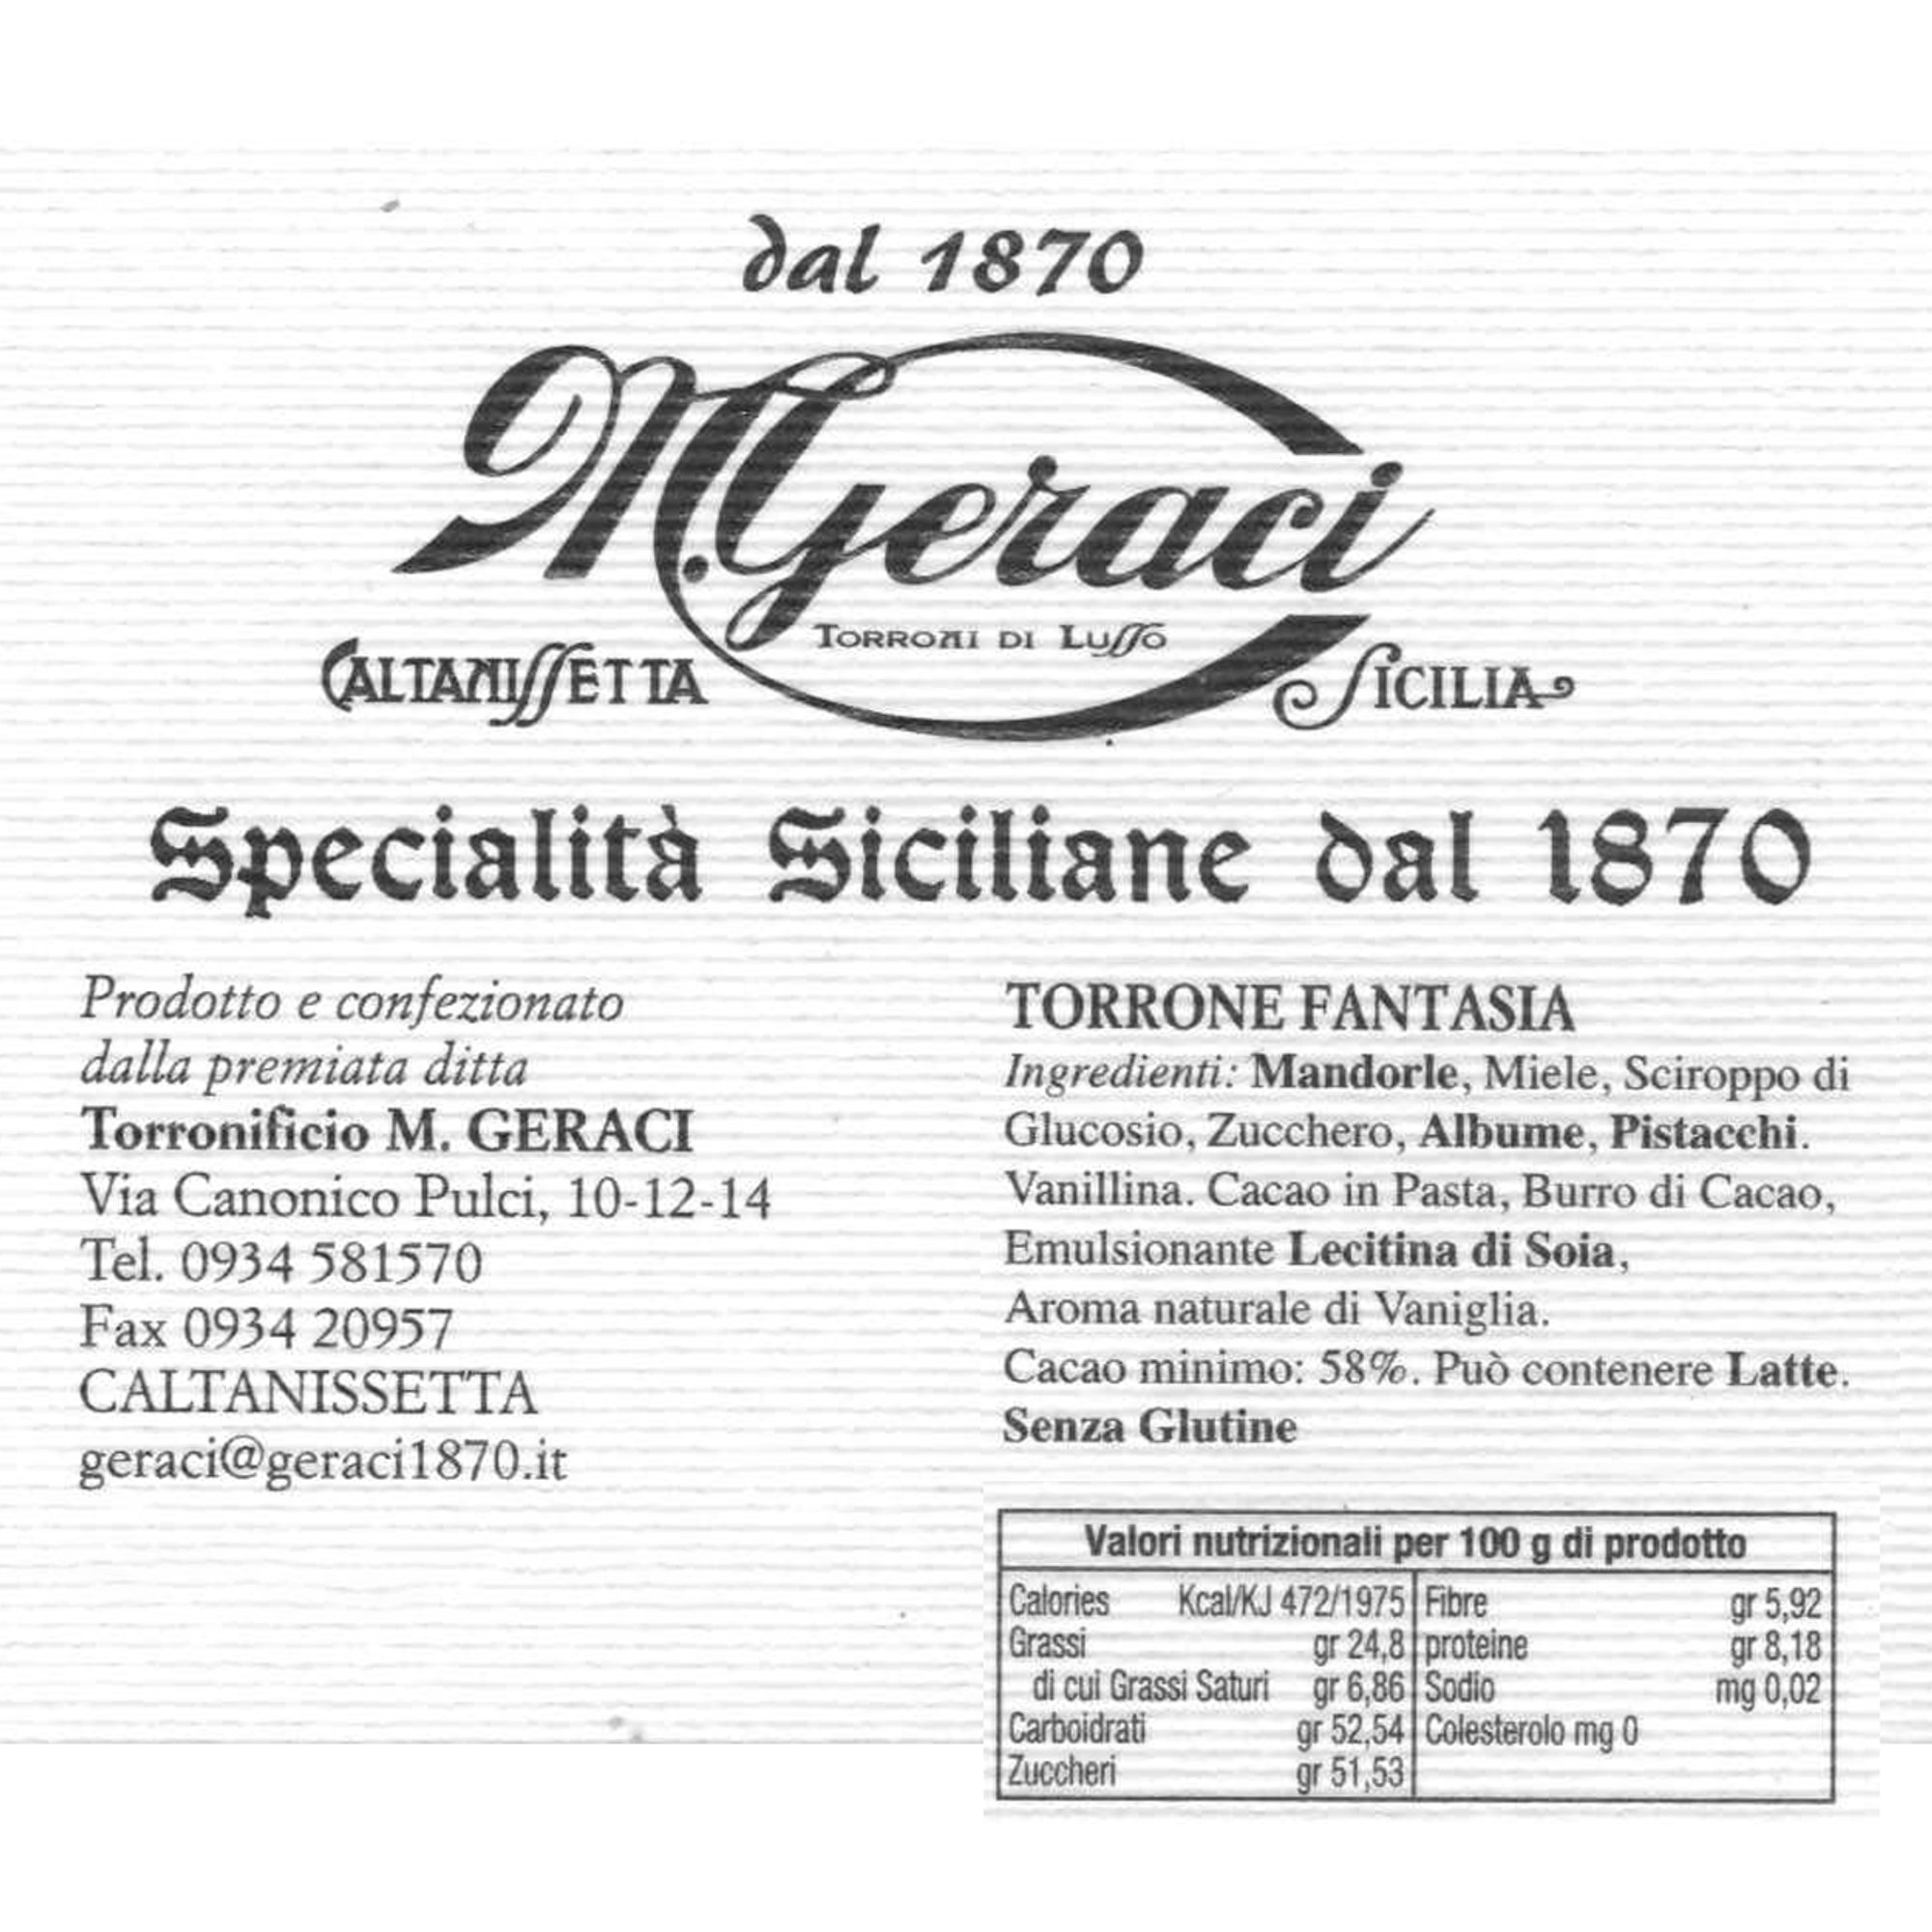 dal 1870
M. Geraci
TORRONI DI LUSSO
CALTANISSETTA
SICILIA
Specialità Siciliane dal 1870
Prodotto e confezionato
dalla premiata ditta
Torronificio M. GERACI
Via Canonico Pulci, 10-12-14
Tel. 0934 581570
Fax 0934 20957
CALTANISSETTA
geraci@geraci1870.it
TORRONE FANTASIA
Ingredienti: Mandorle, Miele, Sciroppo di
Glucosio, Zucchero, Albume, Pistacchi.
Vanillina. Cacao in Pasta, Burro di Cacao,
Emulsionante Lecitina di Soia,
Aroma naturale di Vaniglia.
Cacao minimo: 58%. Può contenere Latte.
Senza Glutine
Valori nutrizionali per 100 g di prodotto
Calories Kcal/KJ 472/1975
Grassi gr 24,8
di cui Grassi Saturi gr 6,86
Carboidrati gr 52,54
Zuccheri gr 51,53
Fibre gr 5,92
proteine gr 8,18
Sodio mg 0,02
Colesterolo mg 0